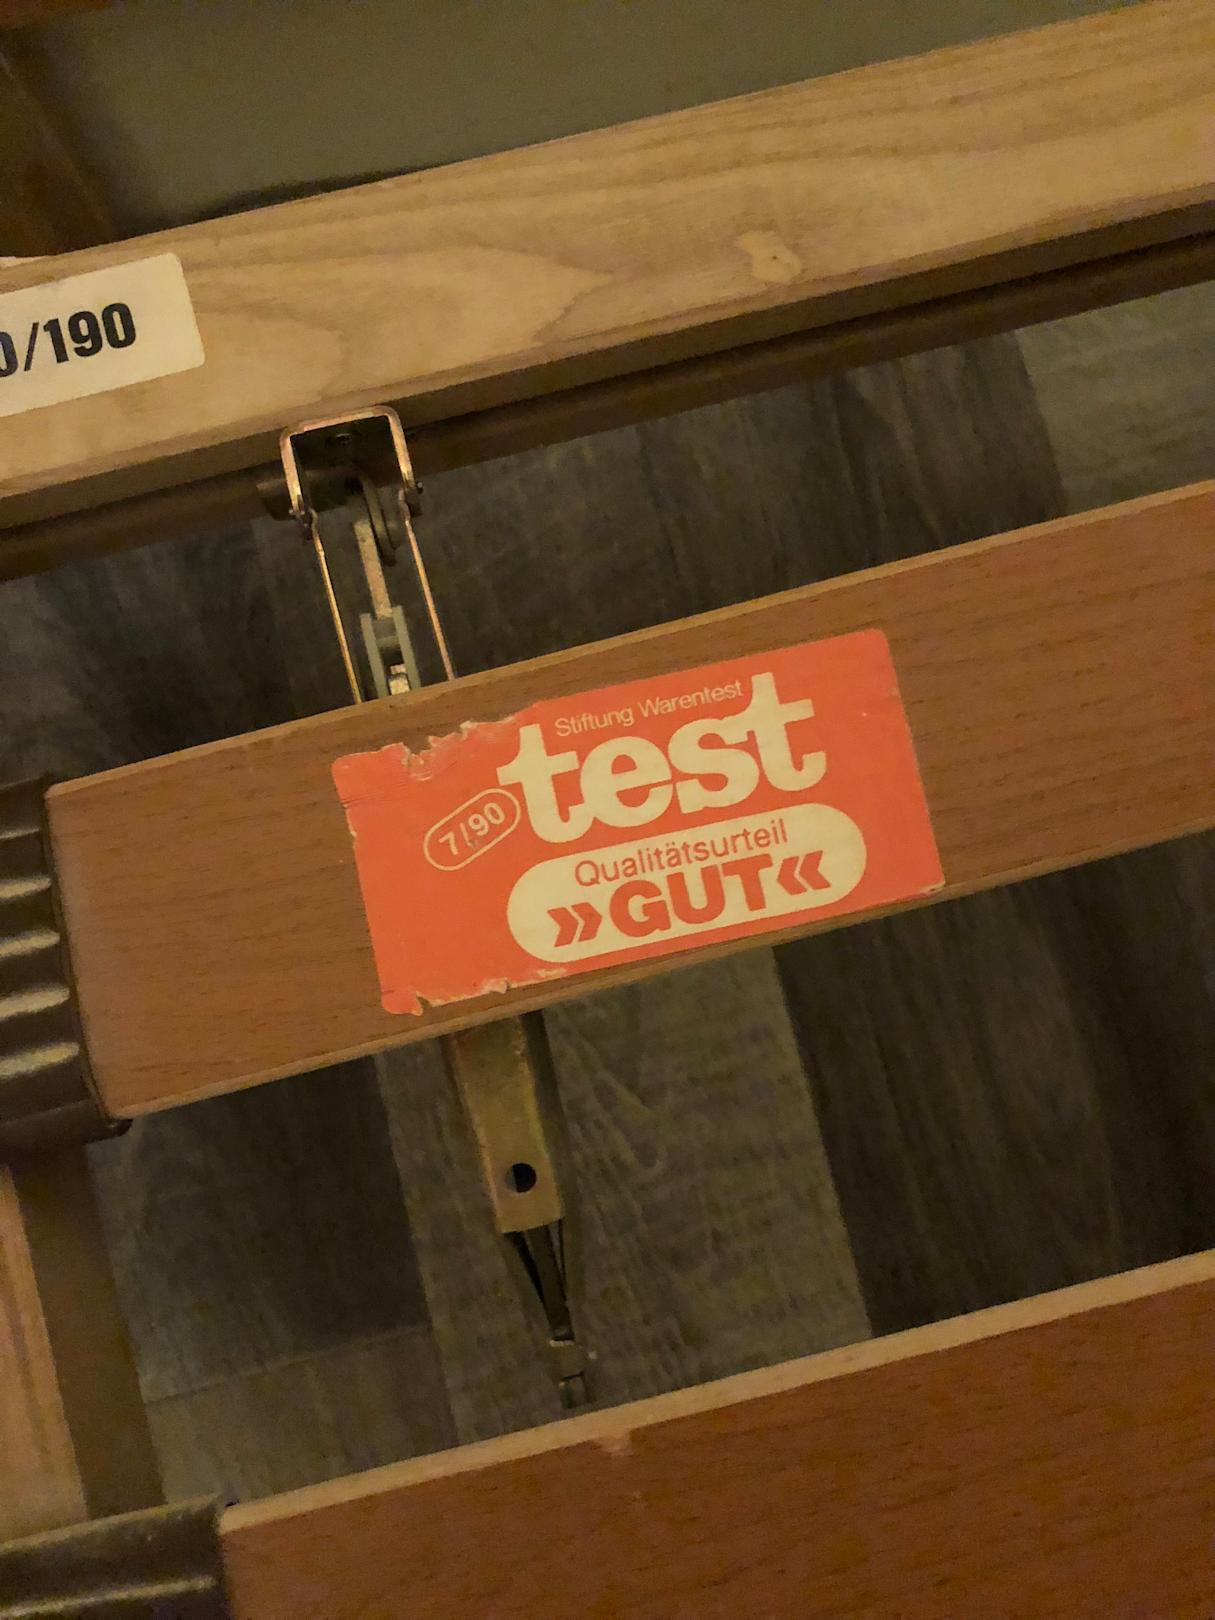 0/190
Stiftung Warentest
test
7/90
Qualitätsurteil
»GUT«